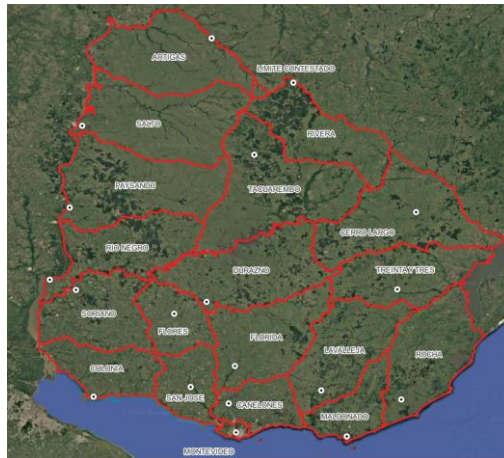 ARTIGAS
LIMITE CONTESTADO
SALTO
RIVERA
PAYSANDU
TACUAREMBO
CERRO LARGO
RIO NEGRO
DURAZNO
TREINTA Y TRES
SORIANO
FLORES
FLORIDA
LAVALLEJA
ROCHA
COLONIA
SAN JOSE
CANELONES
MALDONADO
MONTEVIDEO